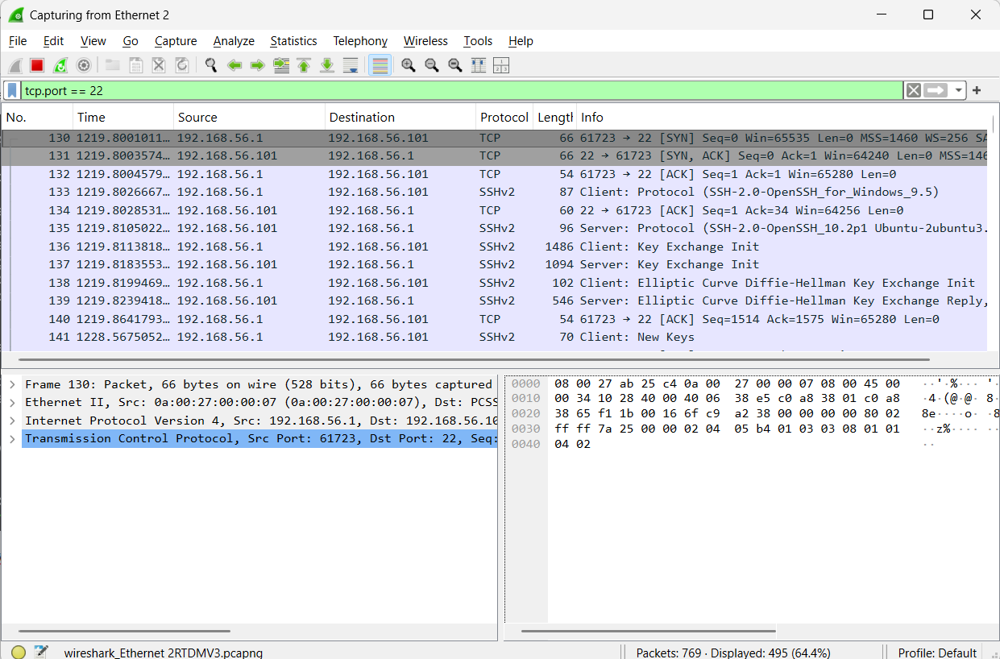 Capturing from Ethernet 2
File Edit View Go Capture Analyze Statistics Telephony Wireless Tools Help
tcp.port == 22
No. Time Source Destination Protocol Lengtl Info
130 1219.8001011… 192.168.56.1 192.168.56.101 TCP 66 61723 → 22 [SYN] Seq=0 Win=65535 Len=0 MSS=1460 WS=256 SA
131 1219.8003574… 192.168.56.101 192.168.56.1 TCP 66 22 → 61723 [SYN, ACK] Seq=0 Ack=1 Win=64240 Len=0 MSS=146
132 1219.8004579… 192.168.56.1 192.168.56.101 TCP 54 61723 → 22 [ACK] Seq=1 Ack=1 Win=65280 Len=0
133 1219.8026667… 192.168.56.1 192.168.56.101 SSHv2 87 Client: Protocol (SSH-2.0-OpenSSH_for_Windows_9.5)
134 1219.8028531… 192.168.56.101 192.168.56.1 TCP 60 22 → 61723 [ACK] Seq=1 Ack=34 Win=64256 Len=0
135 1219.8105022… 192.168.56.101 192.168.56.1 SSHv2 96 Server: Protocol (SSH-2.0-OpenSSH_10.2p1 Ubuntu-2ubuntu3.
136 1219.8113818… 192.168.56.1 192.168.56.101 SSHv2 1486 Client: Key Exchange Init
137 1219.8183553… 192.168.56.101 192.168.56.1 SSHv2 1094 Server: Key Exchange Init
138 1219.8199469… 192.168.56.1 192.168.56.101 SSHv2 102 Client: Elliptic Curve Diffie-Hellman Key Exchange Init
139 1219.8239418… 192.168.56.101 192.168.56.1 SSHv2 546 Server: Elliptic Curve Diffie-Hellman Key Exchange Reply,
140 1219.8641793… 192.168.56.1 192.168.56.101 TCP 54 61723 → 22 [ACK] Seq=1514 Ack=1575 Win=65280 Len=0
141 1228.5675052… 192.168.56.1 192.168.56.101 SSHv2 70 Client: New Keys
Frame 130: Packet, 66 bytes on wire (528 bits), 66 bytes captured
Ethernet II, Src: 0a:00:27:00:00:07 (0a:00:27:00:00:07), Dst: PCSS
Internet Protocol Version 4, Src: 192.168.56.1, Dst: 192.168.56.10
Transmission Control Protocol, Src Port: 61723, Dst Port: 22, Seq:
0000 08 00 27 ab 25 c4 0a 00 27 00 00 07 08 00 45 00 ··'·%··· '·
0010 00 34 10 28 40 00 40 06 38 e5 c0 a8 38 01 c0 a8 ·4·(@·@· 8·
0020 38 65 f1 1b 00 16 6f c9 a2 38 00 00 00 00 80 02 8e····o· ·8
0030 ff ff 7a 25 00 00 02 04 05 b4 01 03 03 08 01 01 ··z%···· ··
0040 04 02 ··
wireshark_Ethernet 2RTDMV3.pcapng Packets: 769 · Displayed: 495 (64.4%) Profile: Default